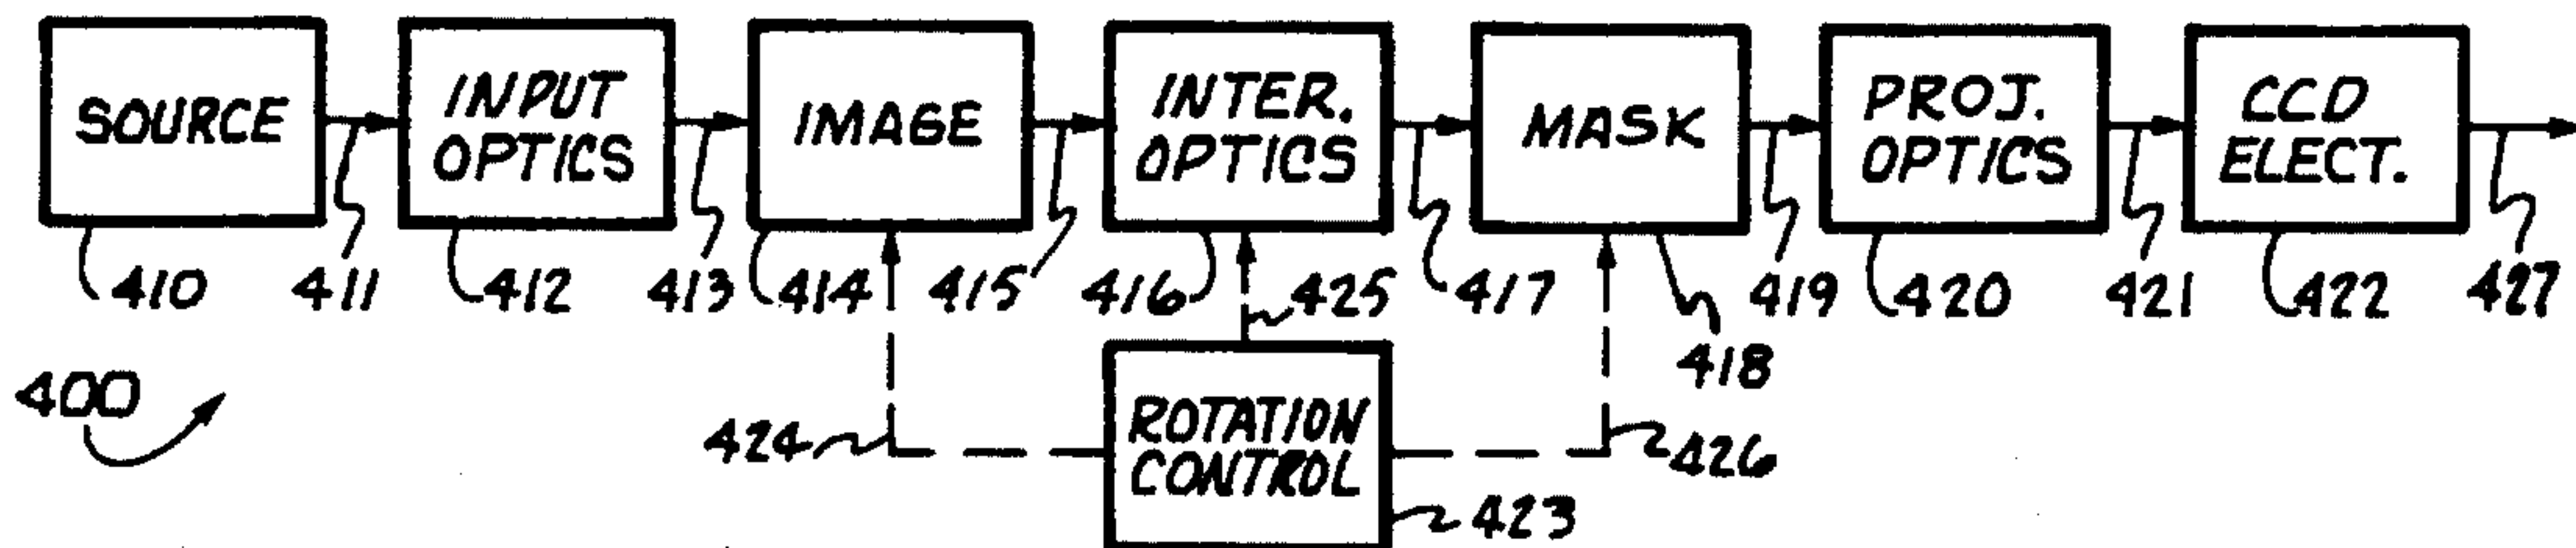 SOURCE
INPUT
OPTICS
IMAGE
INTER.
OPTICS
MASK
PROJ.
OPTICS
CCD
ELECT.
410
411
412
413
414
415
416
425
417
419
420
421
422
427
418
400
424
ROTATION
CONTROL
426
423